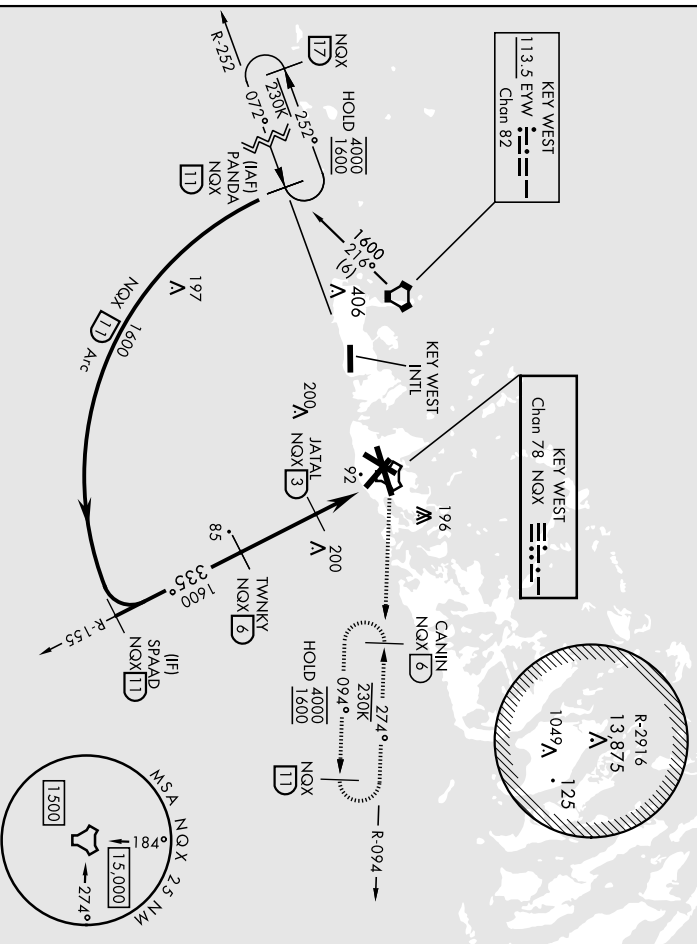 KEY WEST
113.5 EYW
Chan 82
KEY WEST
Chan 78 NQX
R-2916
13,875
1049
125
NQX
17
R-252
HOLD 4000
1600
252°
230K
072°
(IAF)
PANDA
NQX
11
1600
216°
(6)
406
KEY WEST
INTL
197
NQX 11 Arc
1600
200
92
196
JATAL
NQX 3
200
85
TWNKY
NQX 6
335°
1600
R-155
(IF)
SPAAD
NQX 11
CANIN
NQX 6
274°
230K
094°
HOLD 4000
1600
NQX
11
R-094
MSA NQX 25 NM
1500
15,000
184°
274°